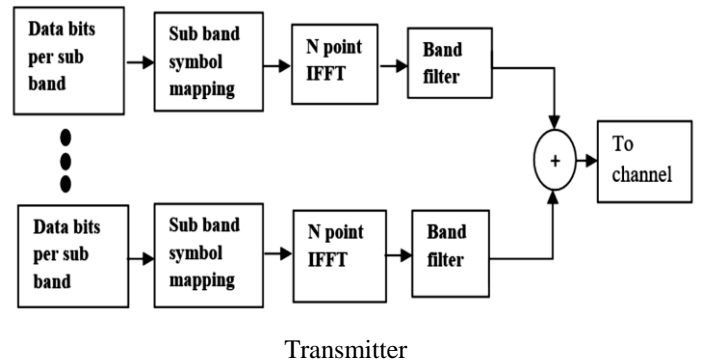 Data bits
per sub
band
Sub band
symbol
mapping
N point
IFFT
Band
filter
+
To
channel
Data bits
per sub
band
Sub band
symbol
mapping
N point
IFFT
Band
filter
Transmitter